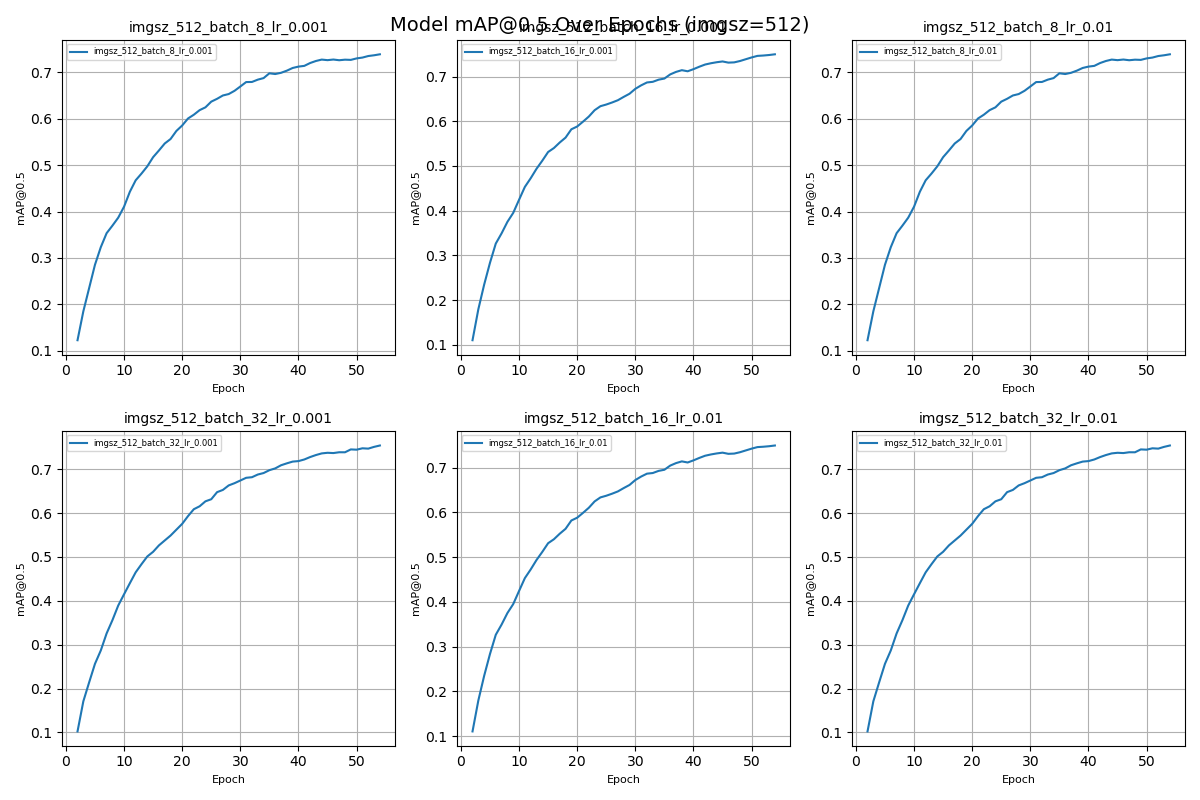 Model mAP@0.5 Over Epochs (imgsz=512)
imgsz_512_batch_8_lr_0.001
imgsz_512_batch_16_lr_0.001
imgsz_512_batch_8_lr_0.01
imgsz_512_batch_8_lr_0.001
0.7
0.6
0.5
0.4
0.3
0.2
0.1
mAP@0.5
0 10 20 30 40 50
Epoch
imgsz_512_batch_16_lr_0.001
0.7
0.6
0.5
0.4
0.3
0.2
0.1
mAP@0.5
0 10 20 30 40 50
Epoch
imgsz_512_batch_8_lr_0.01
0.7
0.6
0.5
0.4
0.3
0.2
0.1
mAP@0.5
0 10 20 30 40 50
Epoch
imgsz_512_batch_32_lr_0.001
imgsz_512_batch_32_lr_0.001
0.7
0.6
0.5
0.4
0.3
0.2
0.1
mAP@0.5
0 10 20 30 40 50
Epoch
imgsz_512_batch_16_lr_0.01
imgsz_512_batch_16_lr_0.01
0.7
0.6
0.5
0.4
0.3
0.2
0.1
mAP@0.5
0 10 20 30 40 50
Epoch
imgsz_512_batch_32_lr_0.01
imgsz_512_batch_32_lr_0.01
0.7
0.6
0.5
0.4
0.3
0.2
0.1
mAP@0.5
0 10 20 30 40 50
Epoch